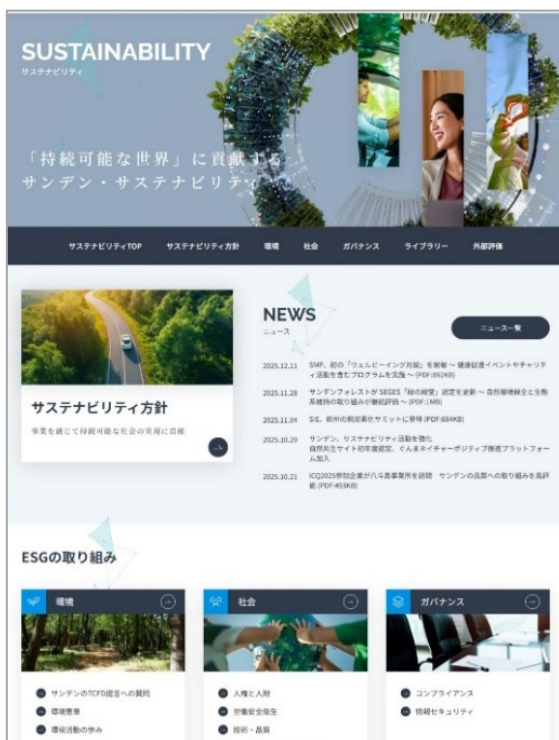 SUSTAINABILITY
サステナビリティ
「持続可能な世界」に貢献する
サンデン・サステナビリティ
サステナビリティTOP サステナビリティ方針 環境 社会 ガバナンス ライブラリー 外部評価
NEWS
ニュース
ニュース一覧
2025.12.11 SMP、初の「ウェルビーイング月間」を開催 ～ 健康促進イベントやチャリテ
ィ活動を含むプログラムを実施 ～ (PDF:892KB)
2025.11.28 サンデンフォレストが SEGES「緑の殿堂」認定を更新 ～ 自然環境保全と生態
系維持の取り組みが継続評価 ～ (PDF:1MB)
2025.11.04 SIE、欧州の脱炭素化サミットに登壇 (PDF:684KB)
2025.10.29 サンデン、サステナビリティ活動を強化
自然共生サイト初年度認定、ぐんまネイチャーポジティブ推進プラットフォー
ム加入
2025.10.21 ICQ2025参加企業が八斗島事業所を訪問 サンデンの品質への取り組みを高評
価 (PDF:493KB)
サステナビリティ方針
事業を通じて持続可能な社会の実現に貢献
ESGの取り組み
環境
サンデンのTCFD提言への賛同
環境憲章
環境活動の歩み
社会
人権と人財
労働安全衛生
技術・品質
ガバナンス
コンプライアンス
情報セキュリティ